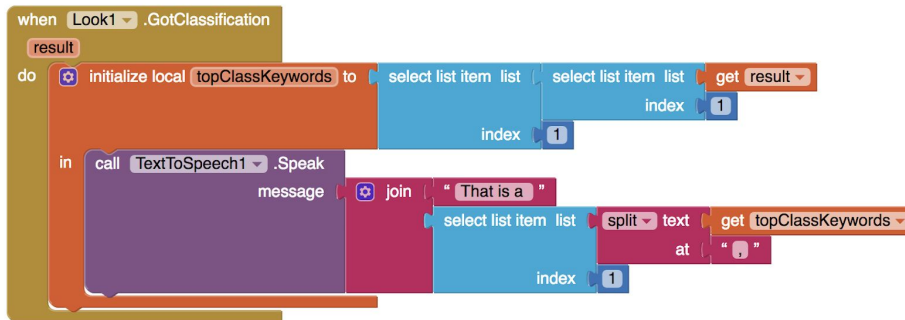 when Look1 .GotClassification
result
do initialize local topClassKeywords to select list item list select list item list get result
index 1
index 1
in call TextToSpeech1 .Speak
message join " That is a "
select list item list split text get topClassKeywords
at " , "
index 1